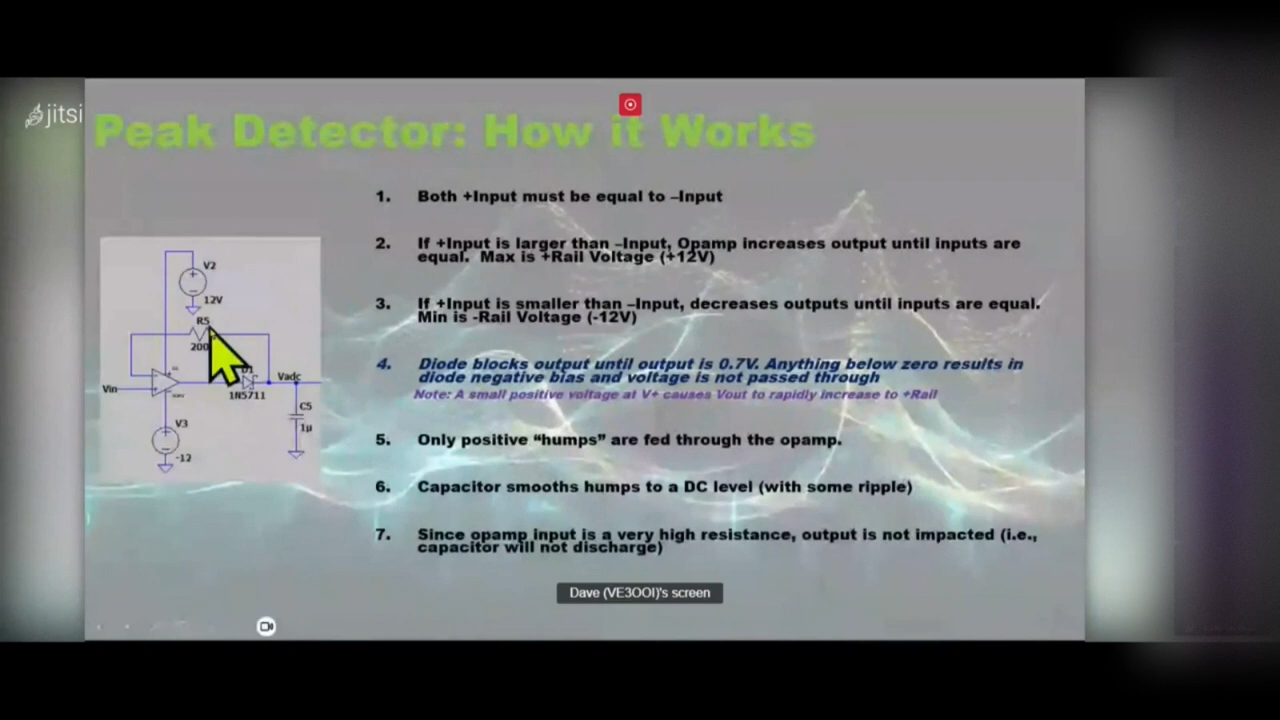 jitsi
Peak Detector: How it Works
1. Both +Input must be equal to –Input
2. If +Input is larger than –Input, Opamp increases output until inputs are
equal. Max is +Rail Voltage (+12V)
3. If +Input is smaller than –Input, decreases outputs until inputs are equal.
Min is -Rail Voltage (-12V)
4. Diode blocks output until output is 0.7V. Anything below zero results in
diode negative bias and voltage is not passed through
Note: A small positive voltage at V+ causes Vout to rapidly increase to +Rail
5. Only positive “humps” are fed through the opamp.
6. Capacitor smooths humps to a DC level (with some ripple)
7. Since opamp input is a very high resistance, output is not impacted (i.e.,
capacitor will not discharge)
V2
12V
R5
200
D1
Vadc
Vin
1N5711
C5
1µ
V3
-12
Dave (VE3OOI)'s screen